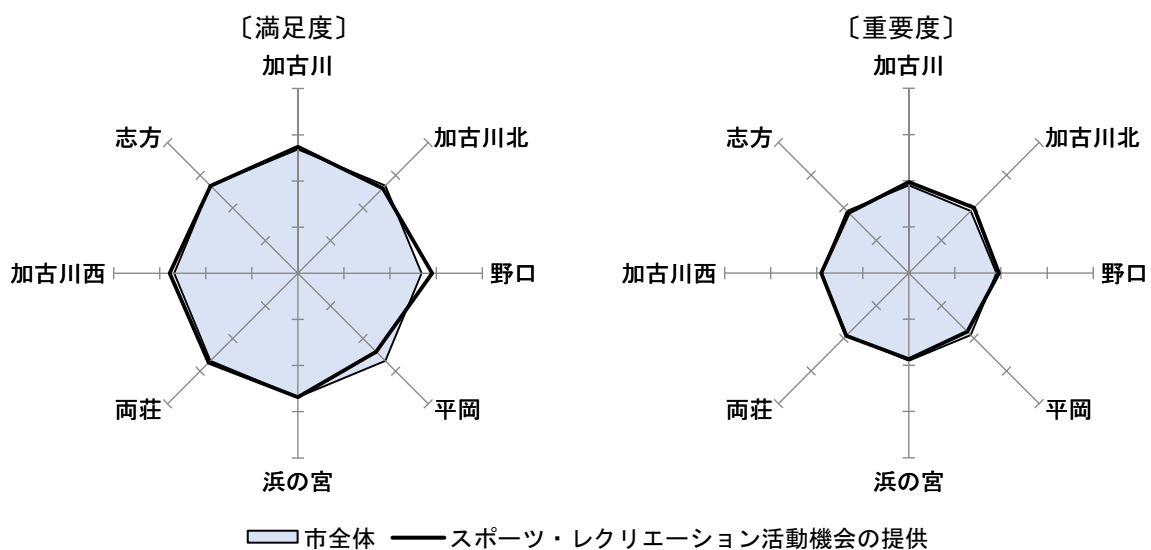 〔満足度〕
加古川
加古川北
野口
平岡
浜の宮
両荘
加古川西
志方
〔重要度〕
加古川
加古川北
野口
平岡
浜の宮
両荘
加古川西
志方
市全体 スポーツ・レクリエーション活動機会の提供